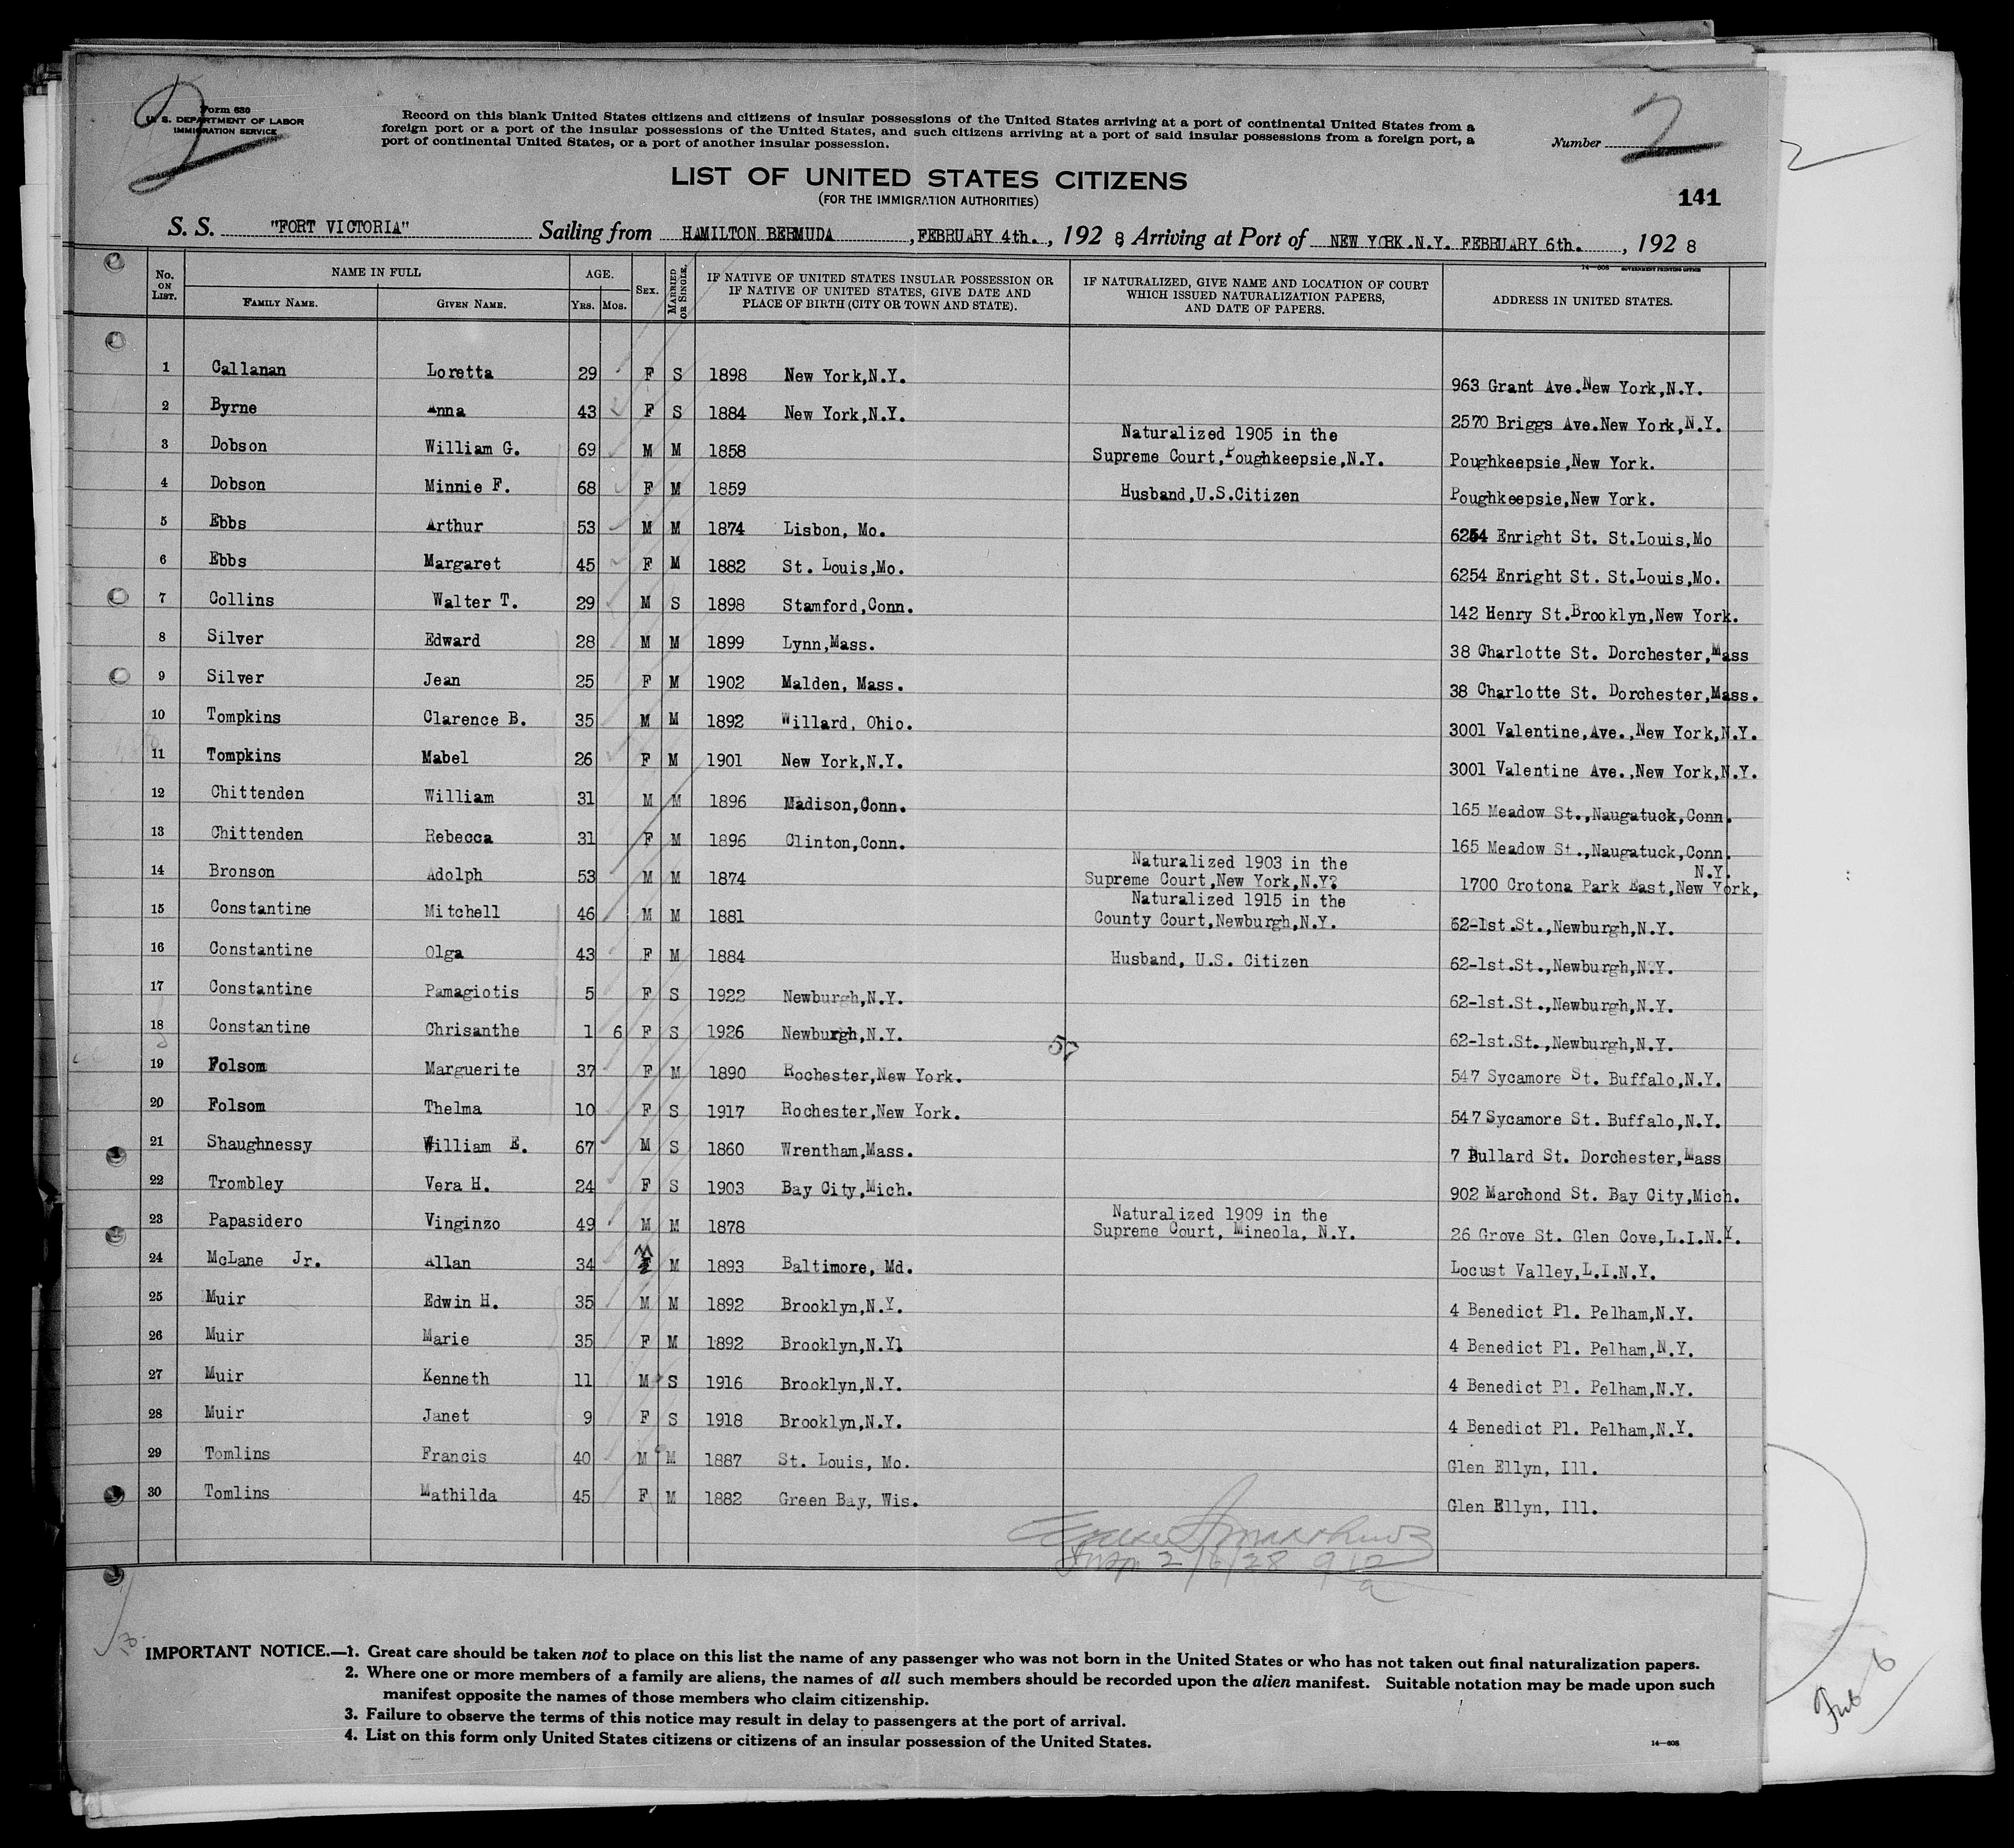 Form 630
U. S. DEPARTMENT OF LABOR
IMMIGRATION SERVICE
2
Record on this blank United States citizens and citizens of insular possessions of the United States arriving at a port of continental United States from a
foreign port or a port of the insular possessions of the United States, and such citizens arriving at a port of said insular possessions from a foreign port, a
port of continental United States, or a port of another insular possession.
Number 2
2
LIST OF UNITED STATES CITIZENS
(FOR THE IMMIGRATION AUTHORITIES)
141
S. S. "FORT VICTORIA" Sailing from HAMILTON BERMUDA ,FEBRUARY 4th. , 192 8, Arriving at Port of NEW YORK.N.Y. FEBRUARY 6th. , 192 8
14—608 GOVERNMENT PRINTING OFFICE
No. ON LIST. NAME IN FULL FAMILY NAME. GIVEN NAME. AGE. YRS. MOS. SEX. MARRIED OR SINGLE. IF NATIVE OF UNITED STATES INSULAR POSSESSION OR IF NATIVE OF UNITED STATES, GIVE DATE AND PLACE OF BIRTH (CITY OR TOWN AND STATE). IF NATURALIZED, GIVE NAME AND LOCATION OF COURT WHICH ISSUED NATURALIZATION PAPERS, AND DATE OF PAPERS. ADDRESS IN UNITED STATES.
1 Callanan Loretta 29 F S 1898 New York,N.Y. 963 Grant Ave.New York,N.Y.
2 Byrne Anna 43 F S 1884 New York,N.Y. 2570 Briggs Ave.New York,N.Y.
3 Dobson William G. 69 M M 1858 Naturalized 1905 in the Supreme Court,Poughkeepsie,N.Y. Poughkeepsie,New York.
4 Dobson Minnie F. 68 F M 1859 Husband,U.S.Citizen Poughkeepsie,New York.
5 Ebbs Arthur 53 M M 1874 Lisbon, Mo. 6254 Enright St. St.Louis,Mo
6 Ebbs Margaret 45 F M 1882 St. Louis,Mo. 6254 Enright St. St.Louis,Mo.
7 Collins Walter T. 29 M S 1898 Stamford,Conn. 142 Henry St.Brooklyn,New York.
8 Silver Edward 28 M M 1899 Lynn,Mass. 38 Charlotte St. Dorchester,Mass
9 Silver Jean 25 F M 1902 Malden, Mass. 38 Charlotte St. Dorchester,Mass.
10 Tompkins Clarence B. 35 M M 1892 Willard, Ohio. 3001 Valentine,Ave.,New York,N.Y.
11 Tompkins Mabel 26 F M 1901 New York,N.Y. 3001 Valentine Ave.,New York,N.Y.
12 Chittenden William 31 M M 1896 Madison,Conn. 165 Meadow St.,Naugatuck,Conn.
13 Chittenden Rebecca 31 F M 1896 Clinton,Conn. 165 Meadow St.,Naugatuck,Conn.
14 Bronson Adolph 53 M M 1874 Naturalized 1903 in the Supreme Court,New York,N.Y? 1700 Crotona Park East,New York, N.Y.
15 Constantine Mitchell 46 M M 1881 Naturalized 1915 in the County Court,Newburgh,N.Y. 62-1st.St.,Newburgh,N.Y.
16 Constantine Olga 43 F M 1884 Husband, U.S. Citizen 62-1st.St.,Newburgh,N.Y.
17 Constantine Pamagiotis 5 F S 1922 Newburgh,N.Y. 62-1st.St.,Newburgh,N.Y.
18 Constantine Chrisanthe 1 6 F S 1926 Newburgh,N.Y. 62-1st.St.,Newburgh,N.Y.
57
19 Folsom Marguerite 37 F M 1890 Rochester,New York. 547 Sycamore St. Buffalo,N.Y.
20 Folsom Thelma 10 F S 1917 Rochester,New York. 547 Sycamore St. Buffalo,N.Y.
21 Shaughnessy William E. 67 M S 1860 Wrentham,Mass. 7 Bullard St. Dorchester,Mass
22 Trombley Vera H. 24 F S 1903 Bay City,Mich. 902 Marchond St. Bay City,Mich.
23 Papasidero Vinginzo 49 M M 1878 Naturalized 1909 in the Supreme Court, Mineola, N.Y. 26 Grove St. Glen Cove,L.I.N.Y.
24 McLane Jr. Allan 34 M M 1893 Baltimore, Md. Locust Valley,L.I.N.Y.
25 Muir Edwin H. 35 M M 1892 Brooklyn,N.Y. 4 Benedict Pl. Pelham,N.Y.
26 Muir Marie 35 F M 1892 Brooklyn,N.Y. 4 Benedict Pl. Pelham,N.Y.
27 Muir Kenneth 11 M S 1916 Brooklyn,N.Y. 4 Benedict Pl. Pelham,N.Y.
28 Muir Janet 9 F S 1918 Brooklyn,N.Y. 4 Benedict Pl. Pelham,N.Y.
29 Tomlins Francis 40 M M 1887 St. Louis, Mo. Glen Ellyn, Ill.
30 Tomlins Mathilda 45 F M 1882 Green Bay, Wis. Glen Ellyn, Ill.
2/6/28 912
a
IMPORTANT NOTICE.—1. Great care should be taken not to place on this list the name of any passenger who was not born in the United States or who has not taken out final naturalization papers.
2. Where one or more members of a family are aliens, the names of all such members should be recorded upon the alien manifest. Suitable notation may be made upon such
manifest opposite the names of those members who claim citizenship.
3. Failure to observe the terms of this notice may result in delay to passengers at the port of arrival.
4. List on this form only United States citizens or citizens of an insular possession of the United States.
14—608
Feb 6